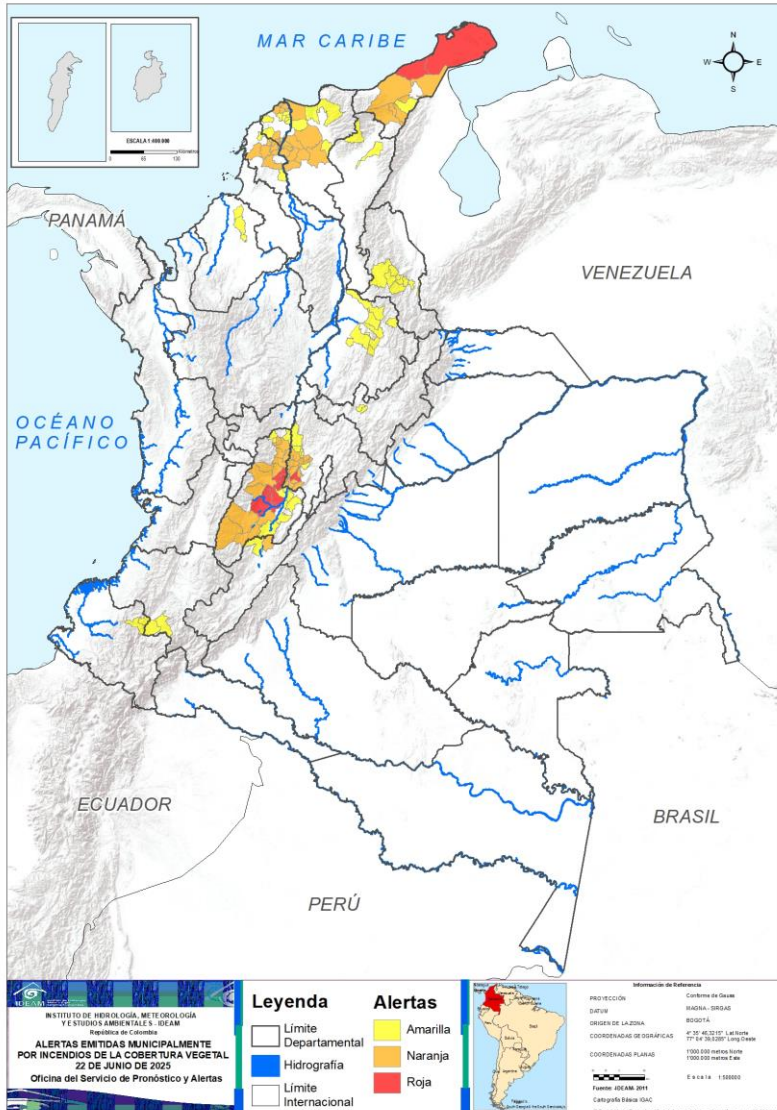 MAR CARIBE
N
W E
S
ESCALA 1:400.000
PANAMÁ
VENEZUELA
OCÉANO
PACÍFICO
ECUADOR
BRASIL
PERÚ
IDEAM
INSTITUTO DE HIDROLOGÍA, METEOROLOGÍA
Y ESTUDIOS AMBIENTALES - IDEAM
República de Colombia
ALERTAS EMITIDAS MUNICIPALMENTE
POR INCENDIOS DE LA COBERTURA VEGETAL
22 DE JUNIO DE 2025
Oficina del Servicio de Pronóstico y Alertas
Leyenda
Límite
Departamental
Hidrografía
Límite
Internacional
Alertas
Amarilla
Naranja
Roja
Información de Referencia
PROYECCIÓN Conforme de Gauss
DATUM MAGNA - SIRGAS
ORIGEN DE LA ZONA BOGOTÁ
COORDENADAS GEOGRÁFICAS
COORDENADAS PLANAS 1'000.000 metros Norte
1'000.000 metros Este
Escala 1:500000
Fuente: IDEAM 2011
Cartografía Básica IGAC